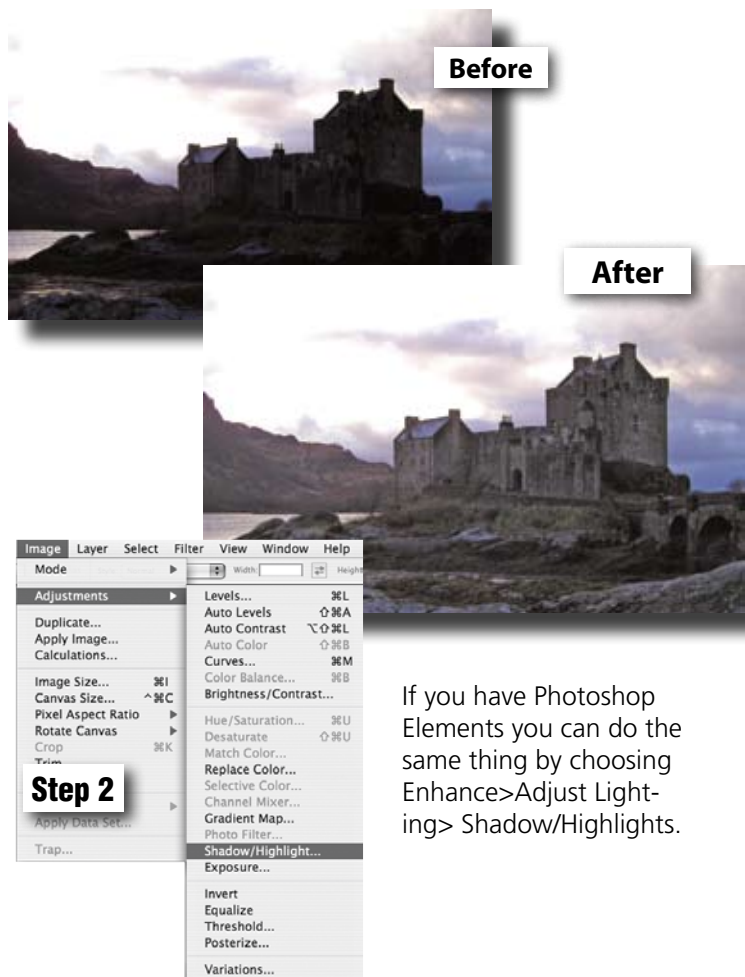 Before
After
Image Layer Select Filter View Window Help
Mode
Width:
Height
Adjustments
Duplicate...
Apply Image...
Calculations...
Image Size... ⌘I
Canvas Size... ^⌘C
Pixel Aspect Ratio
Rotate Canvas
Crop ⌘K
Trim...
Step 2
Apply Data Set...
Trap...
Levels... ⌘L
Auto Levels ⇧⌘A
Auto Contrast ⌥⇧⌘L
Auto Color ⇧⌘B
Curves... ⌘M
Color Balance... ⌘B
Brightness/Contrast...
Hue/Saturation... ⌘U
Desaturate ⇧⌘U
Match Color...
Replace Color...
Selective Color...
Channel Mixer...
Gradient Map...
Photo Filter...
Shadow/Highlight...
Exposure...
Invert
Equalize
Threshold...
Posterize...
Variations...
If you have Photoshop
Elements you can do the
same thing by choosing
Enhance>Adjust Light-
ing> Shadow/Highlights.